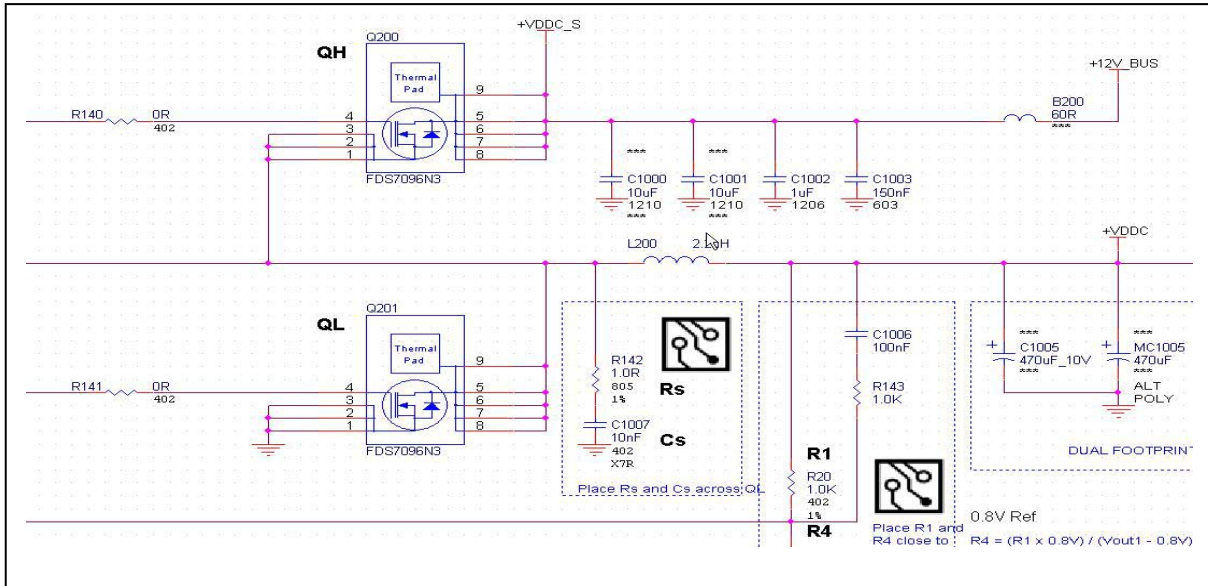 +VDDC_S
Q200
QH
Thermal
Pad
9
R140
0R
402
4
3
2
1
5
6
7
8
FDS7096N3
+12V_BUS
B200
60R
***
***
C1000
10uF
1210
***
***
C1001
10uF
1210
***
C1002
1uF
1206
C1003
150nF
603
L200
+VDDC
Q201
QL
Thermal
Pad
9
R141
0R
402
4
3
2
1
5
6
7
8
FDS7096N3
R142
1.0R
805
1%
Rs
C1007
10nF
402
X7R
Cs
Place Rs and Cs across QL
C1006
100nF
R143
1.0K
R1
R20
1.0K
402
1%
R4
Place R1 and
R4 close to
***
+
C1005
470uF_10V
***
***
+
MC1005
470uF
***
ALT
POLY
DUAL FOOTPRINT
0.8V Ref
R4 = (R1 x 0.8V) / (Vout1 - 0.8V)